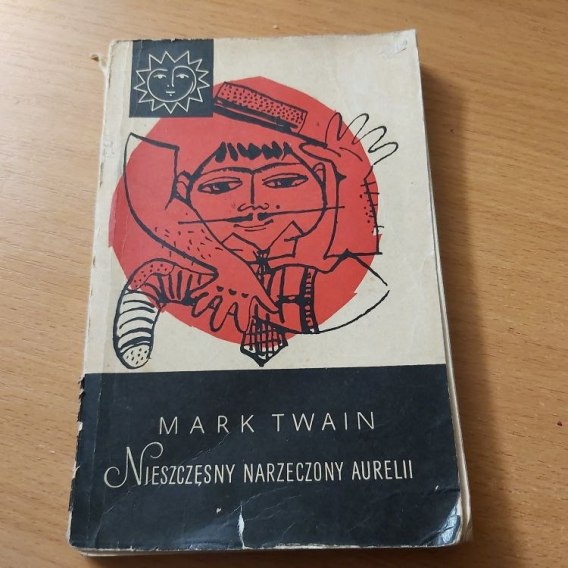 MARK TWAIN
NIESZCZĘSNY NARZECZONY AURELII